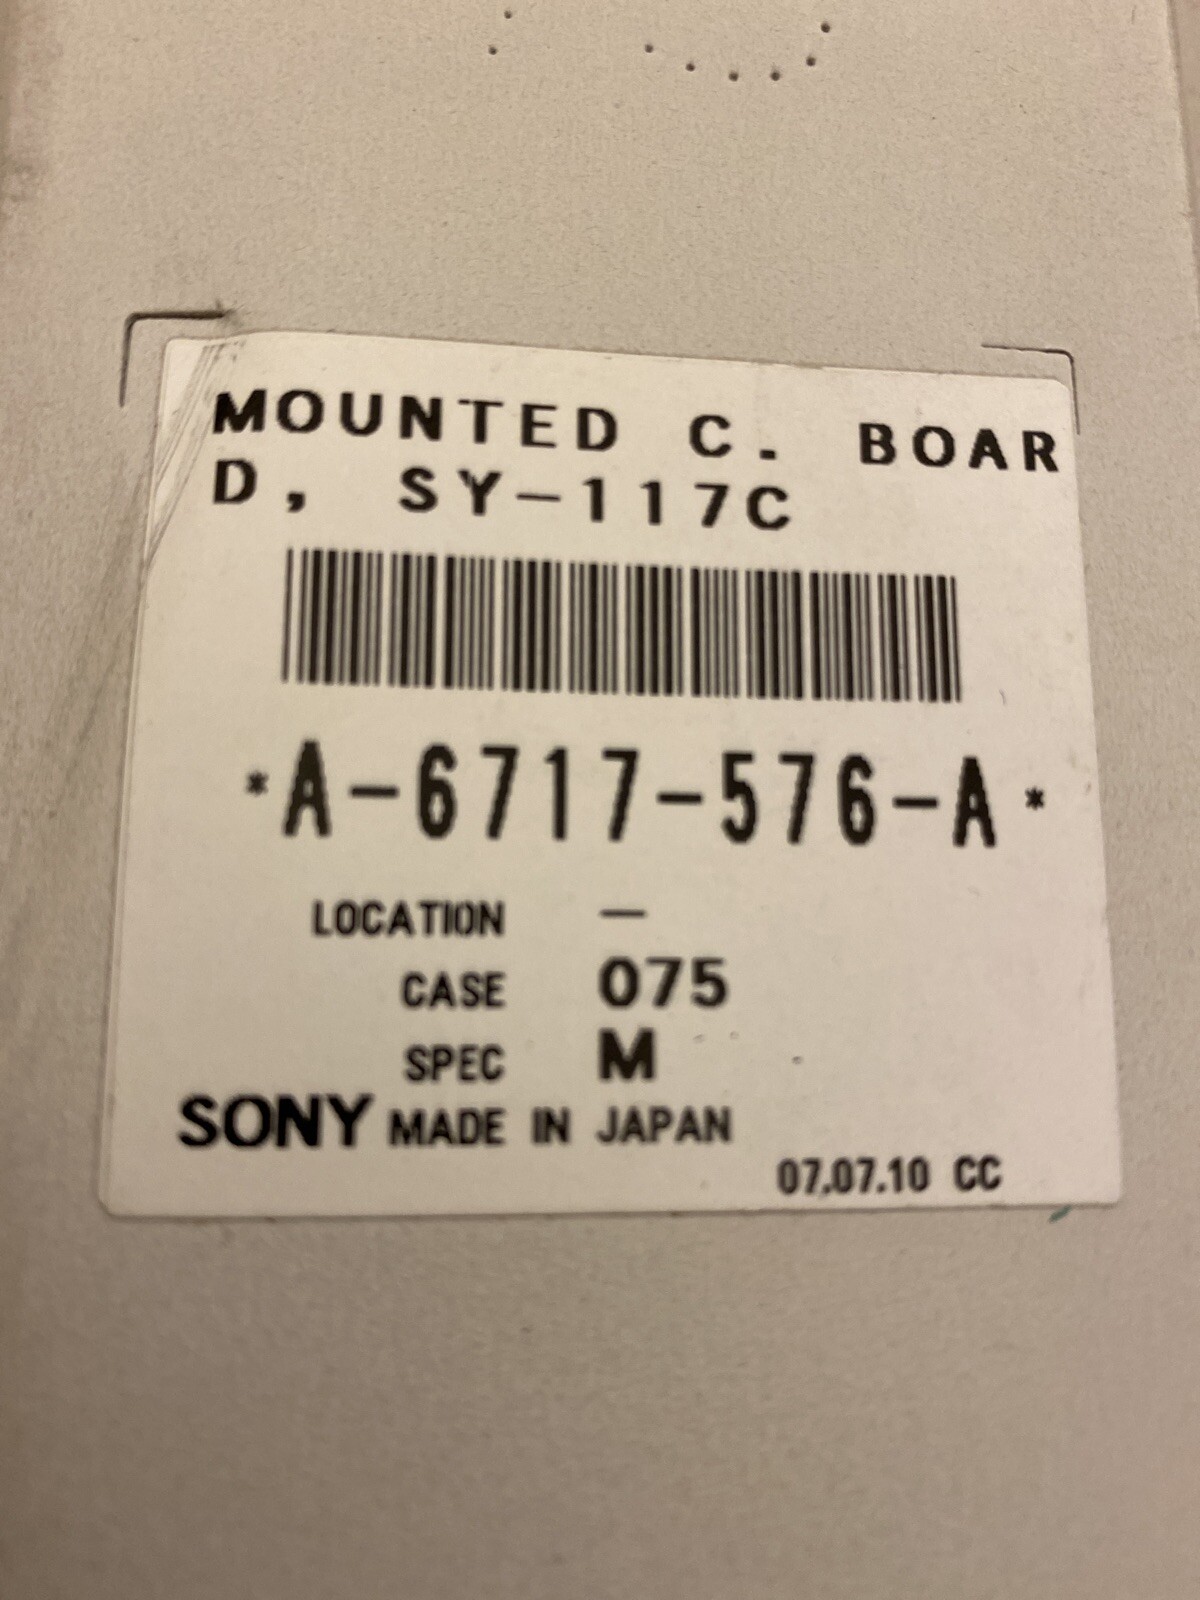 MOUNTED C. BOAR
D, SY-117C
*A-6717-576-A*
LOCATION —
CASE 075
SPEC M
SONY MADE IN JAPAN
07.07.10 CC